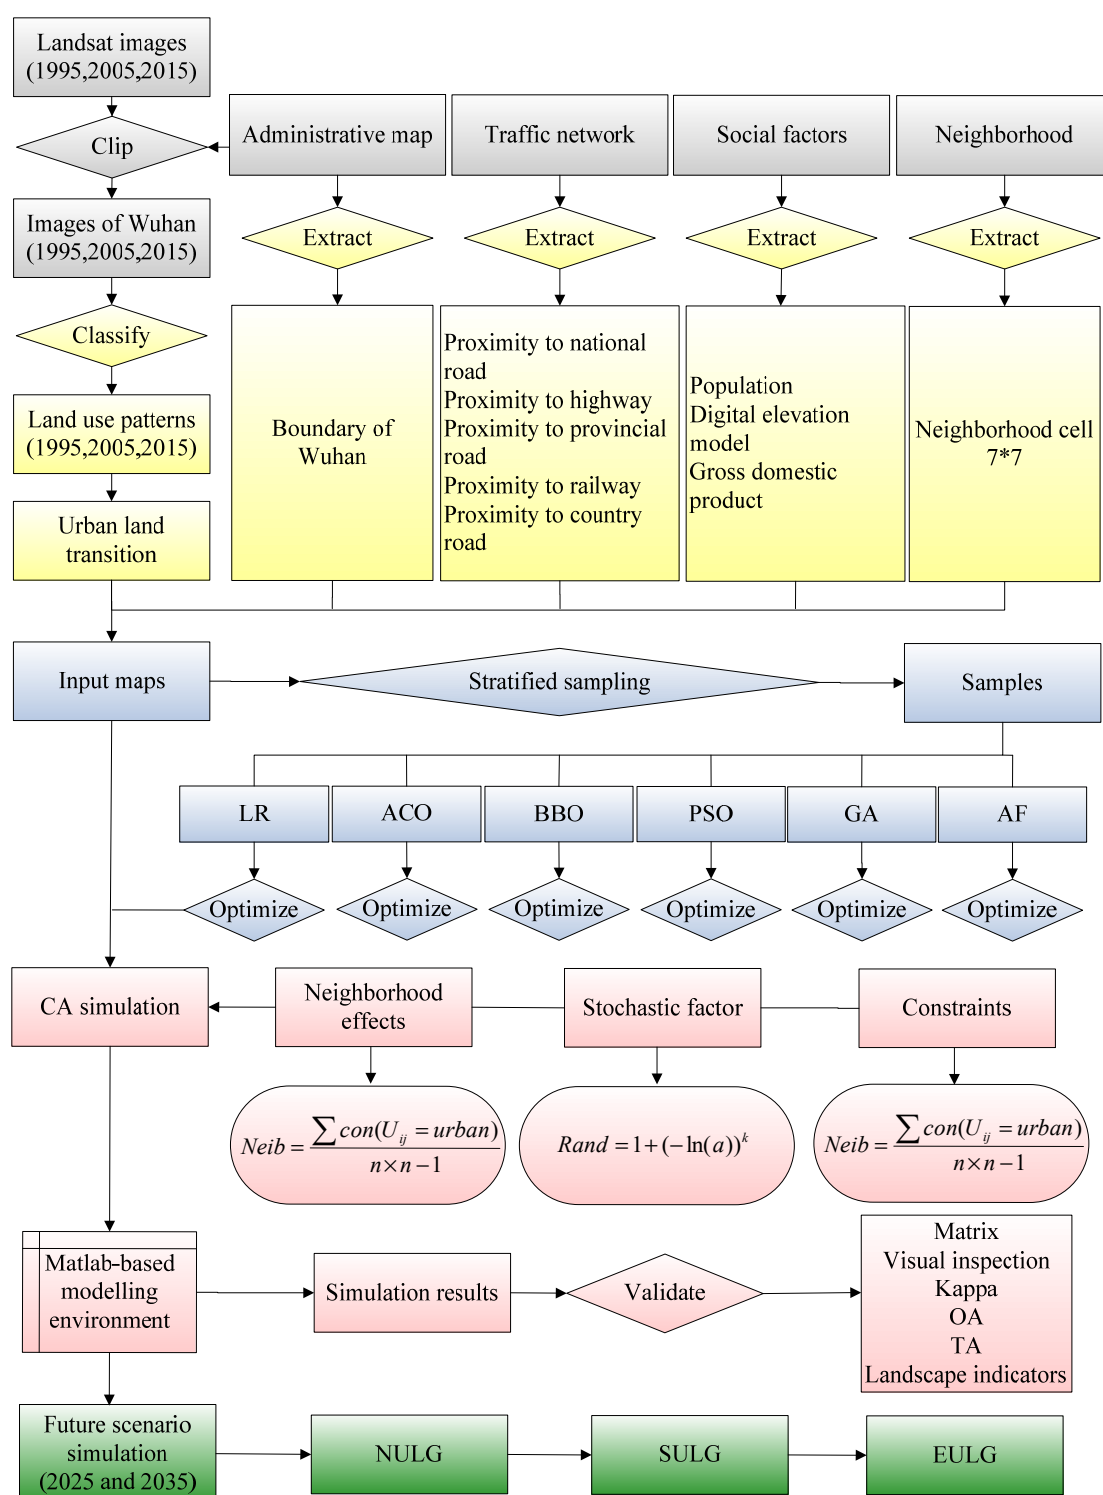 Landsat images
(1995,2005,2015)
Clip
Administrative map
Traffic network
Social factors
Neighborhood
Images of Wuhan
(1995,2005,2015)
Extract
Extract
Extract
Extract
Classify
Land use patterns
(1995,2005,2015)
Urban land
transition
Boundary of
Wuhan
Proximity to national
road
Proximity to highway
Proximity to provincial
road
Proximity to railway
Proximity to country
road
Population
Digital elevation
model
Gross domestic
product
Neighborhood cell
7*7
Input maps
Stratified sampling
Samples
LR
ACO
BBO
PSO
GA
AF
Optimize
Optimize
Optimize
Optimize
Optimize
Optimize
CA simulation
Neighborhood
effects
Stochastic factor
Constraints
Neib = ∑con(U_ij = urban) / n×n−1
Rand = 1+(−ln(a))^k
Neib = ∑con(U_ij = urban) / n×n−1
Matlab-based
modelling
environment
Simulation results
Validate
Matrix
Visual inspection
Kappa
OA
TA
Landscape indicators
Future scenario
simulation
(2025 and 2035)
NULG
SULG
EULG